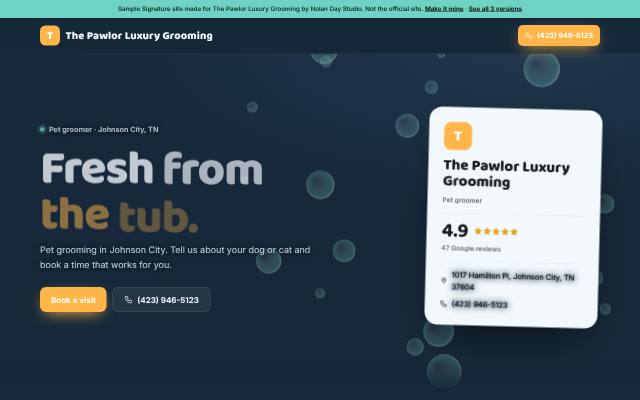 Sample Signature site made for The Pawlor Luxury Grooming by Nolan Day Studio. Not the official site. Make it mine · See all 3 versions
T The Pawlor Luxury Grooming
(423) 946-5123
Pet groomer · Johnson City, TN
Fresh from
the tub.
Pet grooming in Johnson City. Tell us about your dog or cat and
book a time that works for you.
Book a visit
(423) 946-5123
T
The Pawlor Luxury
Grooming
Pet groomer
4.9 ★★★★★
47 Google reviews
1017 Hamilton Pl, Johnson City, TN
37604
(423) 946-5123